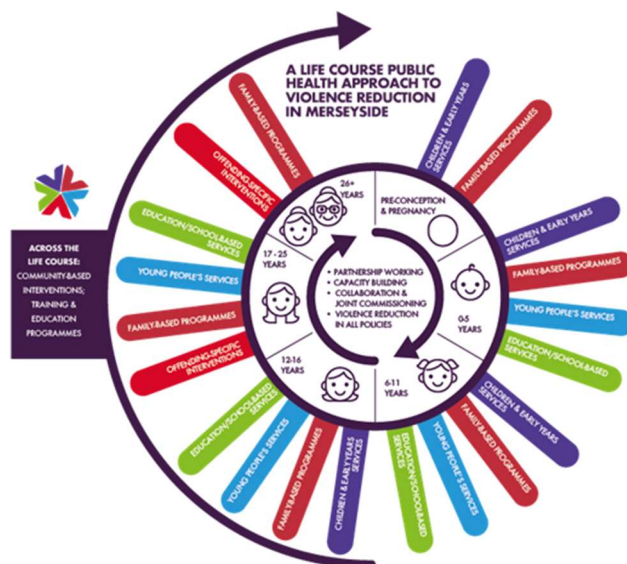 A LIFE COURSE PUBLIC
HEALTH APPROACH TO
VIOLENCE REDUCTION
IN MERSEYSIDE
ACROSS THE
LIFE COURSE:
COMMUNITY-BASED
INTERVENTIONS;
TRAINING &
EDUCATION
PROGRAMMES
PRE-CONCEPTION
& PREGNANCY
0-5
YEARS
6-11
YEARS
12-16
YEARS
17 - 25
YEARS
26+
YEARS
• PARTNERSHIP WORKING
• CAPACITY BUILDING
• COLLABORATION &
JOINT COMMISSIONING
• VIOLENCE REDUCTION
IN ALL POLICIES
CHILDREN & EARLY YEARS
SERVICES
FAMILY-BASED PROGRAMMES
CHILDREN & EARLY YEARS
SERVICES
FAMILY-BASED PROGRAMMES
YOUNG PEOPLE'S SERVICES
EDUCATION/SCHOOL-BASED
SERVICES
CHILDREN & EARLY YEARS
SERVICES
FAMILY-BASED PROGRAMMES
YOUNG PEOPLE'S SERVICES
EDUCATION/SCHOOL-BASED
SERVICES
CHILDREN & EARLY YEARS
SERVICES
FAMILY-BASED PROGRAMMES
YOUNG PEOPLE'S SERVICES
EDUCATION/SCHOOL-BASED
SERVICES
OFFENDING-SPECIFIC
INTERVENTIONS
FAMILY-BASED PROGRAMMES
YOUNG PEOPLE'S SERVICES
EDUCATION/SCHOOL-BASED
SERVICES
OFFENDING-SPECIFIC
INTERVENTIONS
FAMILY-BASED PROGRAMMES